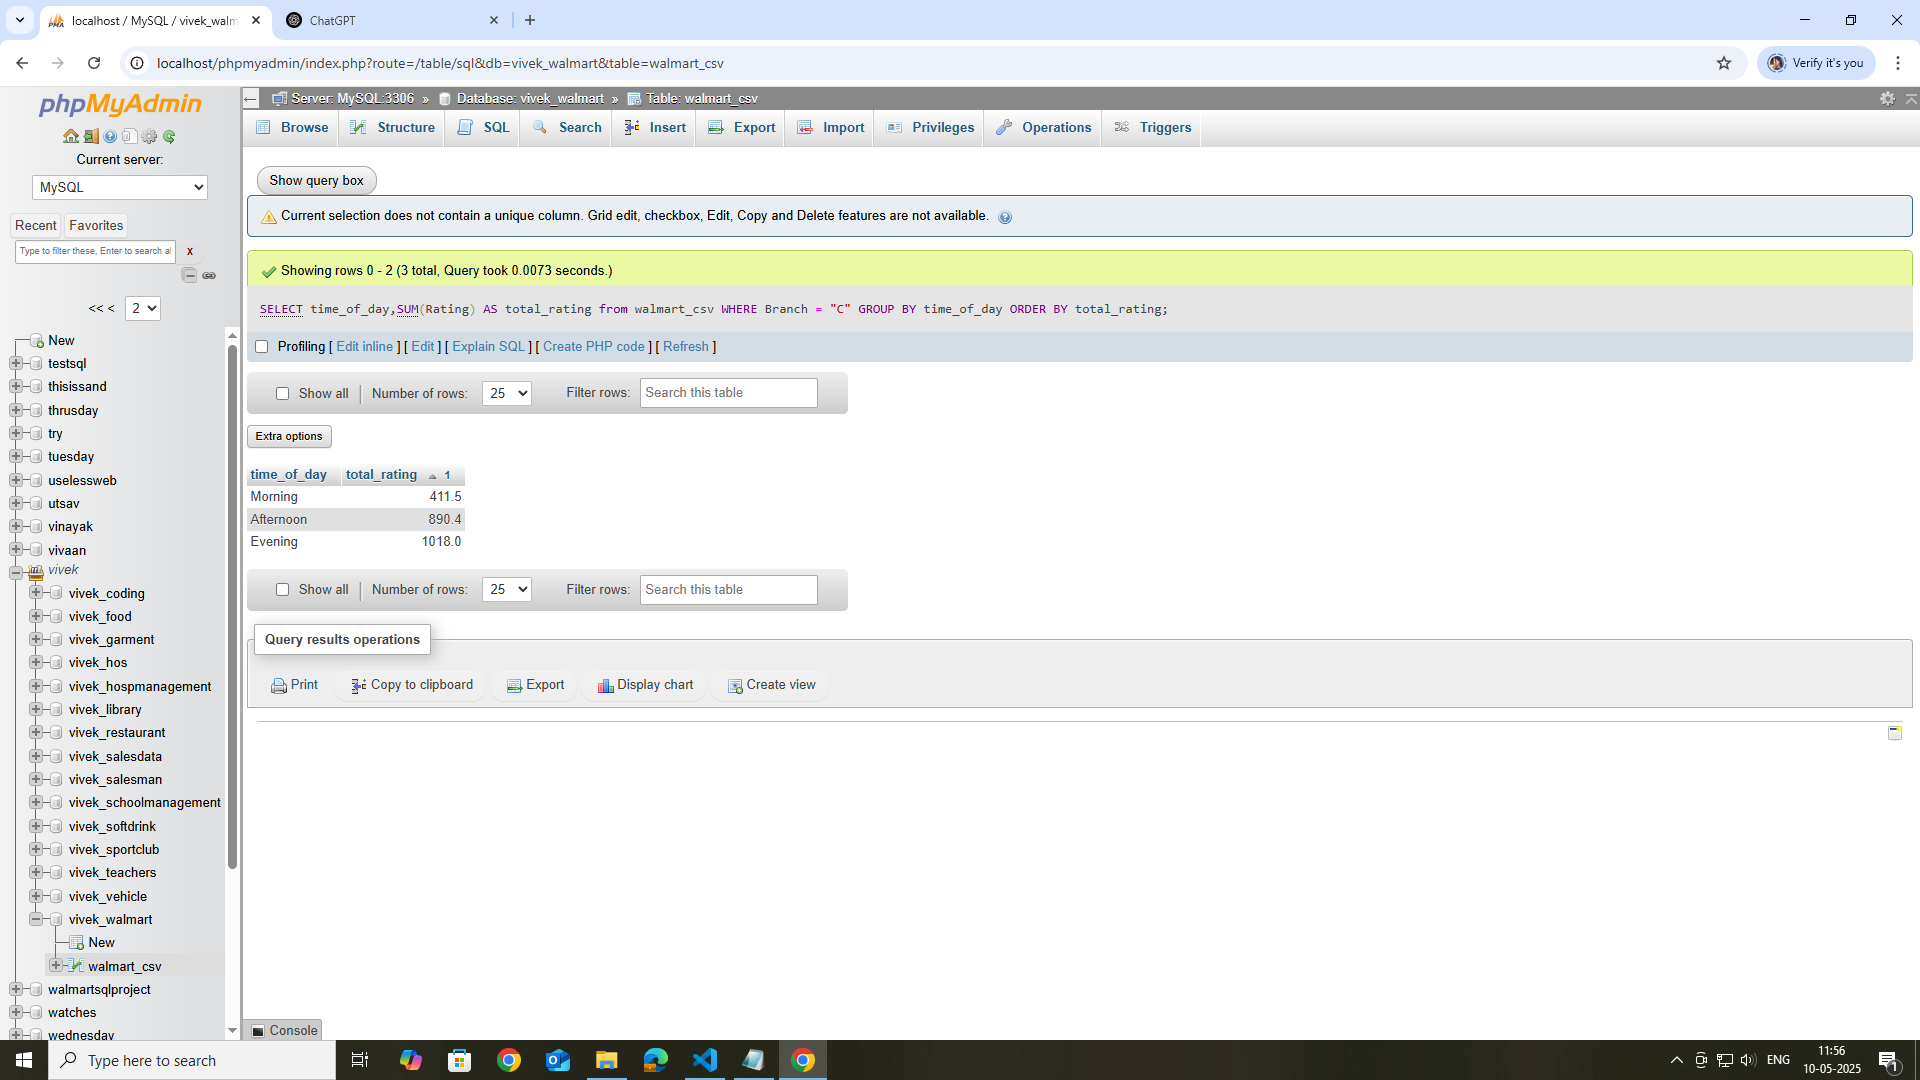 localhost / MySQL / vivek_walm
ChatGPT
localhost/phpmyadmin/index.php?route=/table/sql&db=vivek_walmart&table=walmart_csv
Verify it's you
phpMyAdmin
Current server:
MySQL
Recent
Favorites
Type to filter these, Enter to search al
X
<< <
2
New
testsql
thisissand
thrusday
try
tuesday
uselessweb
utsav
vinayak
vivaan
vivek
vivek_coding
vivek_food
vivek_garment
vivek_hos
vivek_hospmanagement
vivek_library
vivek_restaurant
vivek_salesdata
vivek_salesman
vivek_schoolmanagement
vivek_softdrink
vivek_sportclub
vivek_teachers
vivek_vehicle
vivek_walmart
New
walmart_csv
walmartsqlproject
watches
wednesday
Server: MySQL:3306 » Database: vivek_walmart » Table: walmart_csv
Browse Structure SQL Search Insert Export Import Privileges Operations Triggers
Show query box
Current selection does not contain a unique column. Grid edit, checkbox, Edit, Copy and Delete features are not available.
Showing rows 0 - 2 (3 total, Query took 0.0073 seconds.)
SELECT time_of_day,SUM(Rating) AS total_rating from walmart_csv WHERE Branch = "C" GROUP BY time_of_day ORDER BY total_rating;
Profiling [ Edit inline ] [ Edit ] [ Explain SQL ] [ Create PHP code ] [ Refresh ]
Show all Number of rows: 25 Filter rows: Search this table
Extra options
time_of_day total_rating 1
Morning 411.5
Afternoon 890.4
Evening 1018.0
Show all Number of rows: 25 Filter rows: Search this table
Query results operations
Print Copy to clipboard Export Display chart Create view
Console
Type here to search
ENG
11:56
10-05-2025
1